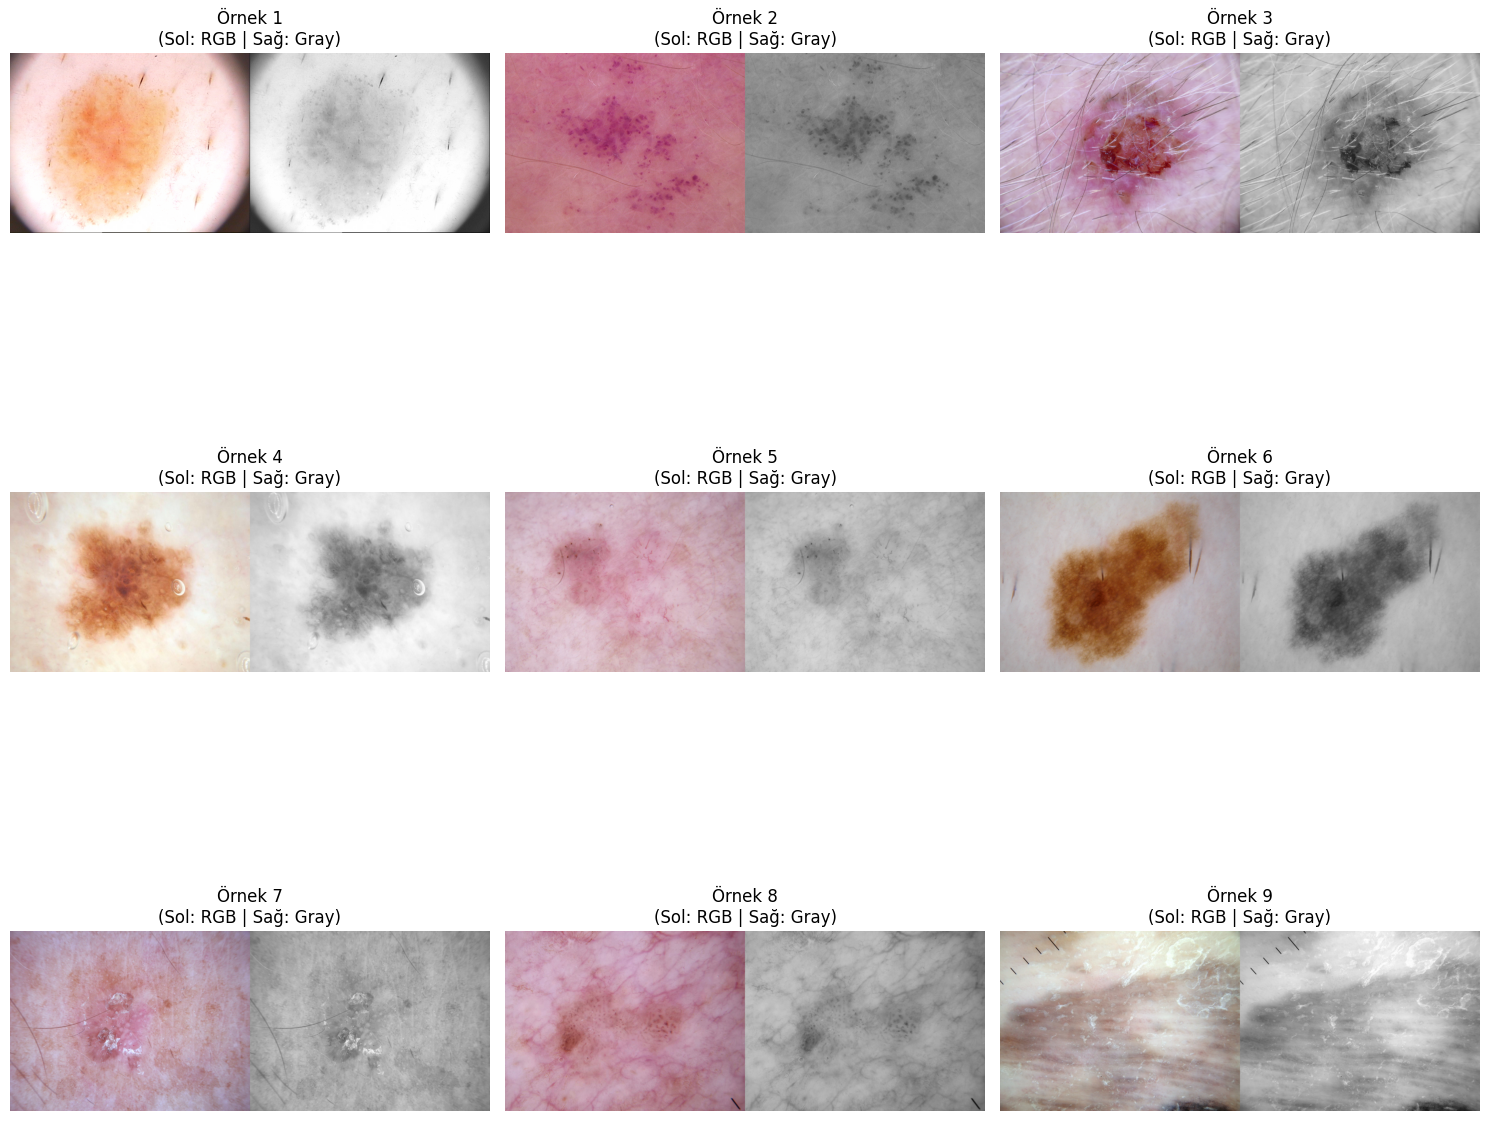 Örnek 1
(Sol: RGB | Sağ: Gray)
Örnek 2
(Sol: RGB | Sağ: Gray)
Örnek 3
(Sol: RGB | Sağ: Gray)
Örnek 4
(Sol: RGB | Sağ: Gray)
Örnek 5
(Sol: RGB | Sağ: Gray)
Örnek 6
(Sol: RGB | Sağ: Gray)
Örnek 7
(Sol: RGB | Sağ: Gray)
Örnek 8
(Sol: RGB | Sağ: Gray)
Örnek 9
(Sol: RGB | Sağ: Gray)